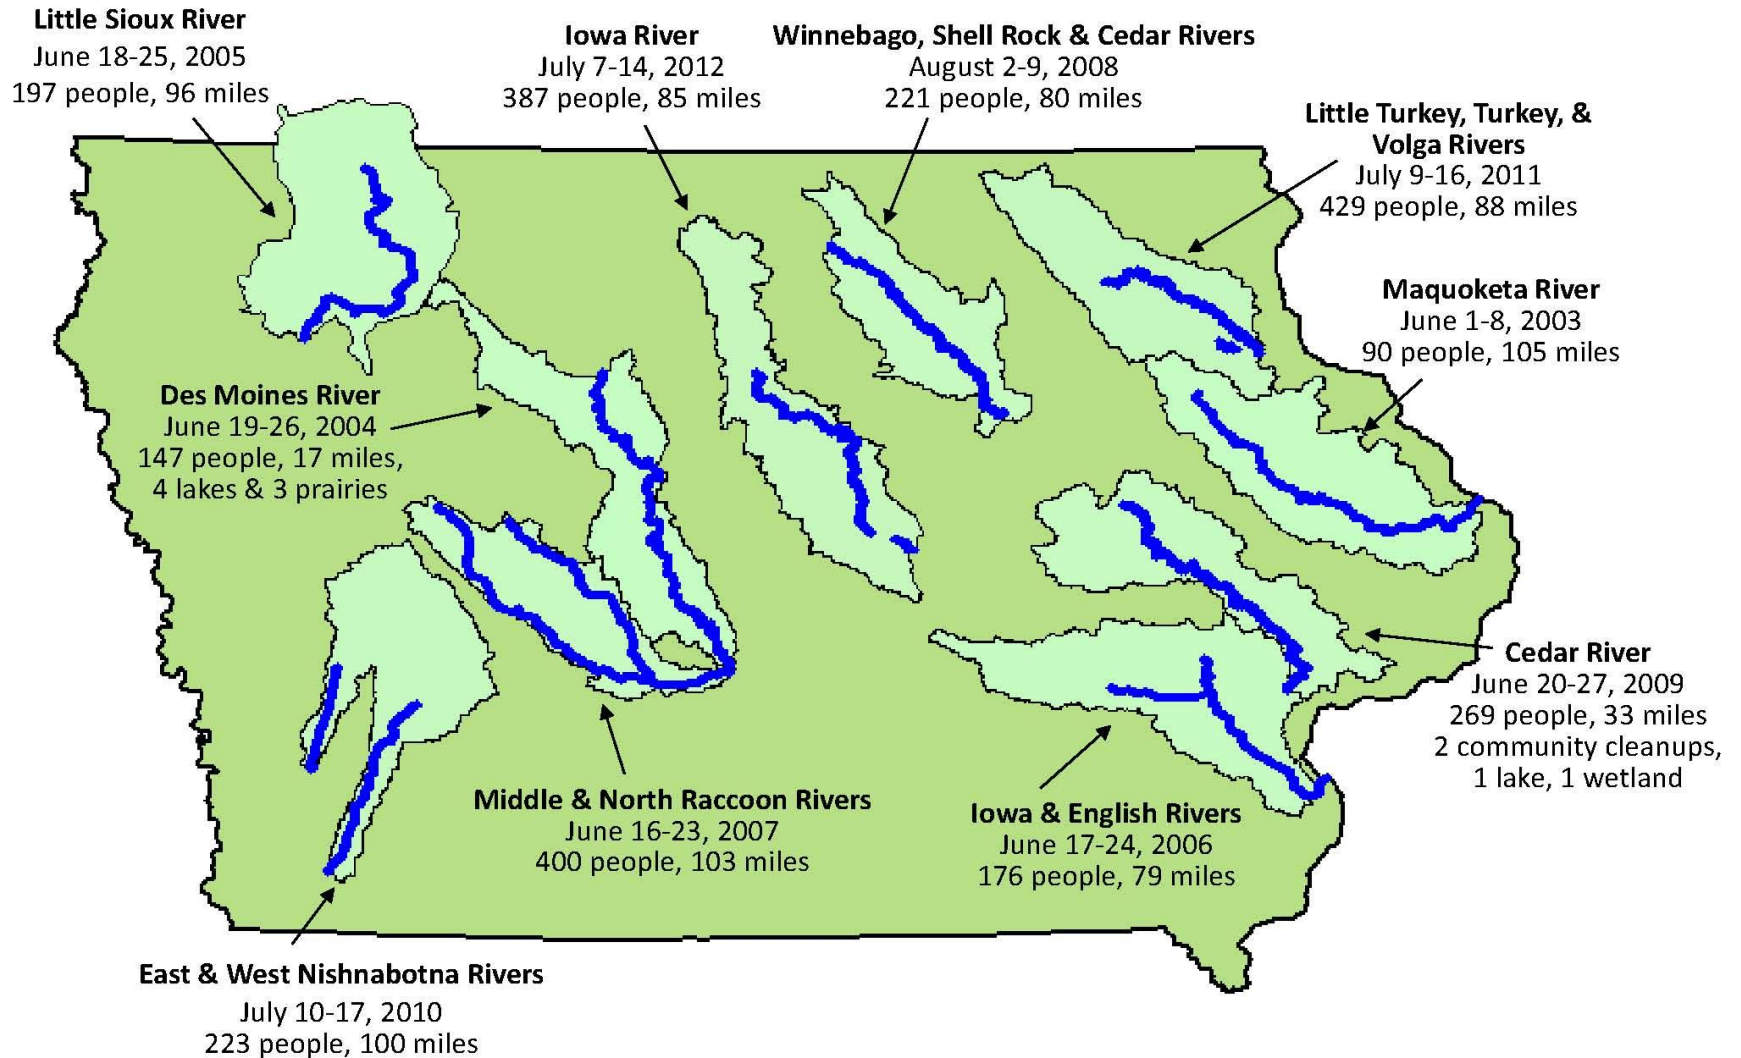 Little Sioux River
June 18-25, 2005
197 people, 96 miles
Iowa River
July 7-14, 2012
387 people, 85 miles
Winnebago, Shell Rock & Cedar Rivers
August 2-9, 2008
221 people, 80 miles
Little Turkey, Turkey, &
Volga Rivers
July 9-16, 2011
429 people, 88 miles
Maquoketa River
June 1-8, 2003
90 people, 105 miles
Des Moines River
June 19-26, 2004
147 people, 17 miles,
4 lakes & 3 prairies
Cedar River
June 20-27, 2009
269 people, 33 miles
2 community cleanups,
1 lake, 1 wetland
Middle & North Raccoon Rivers
June 16-23, 2007
400 people, 103 miles
Iowa & English Rivers
June 17-24, 2006
176 people, 79 miles
East & West Nishnabotna Rivers
July 10-17, 2010
223 people, 100 miles